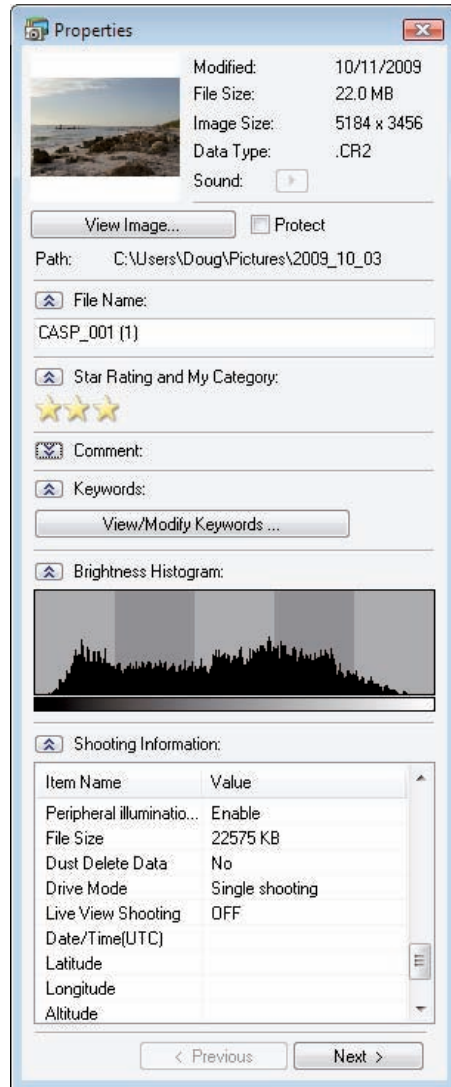 Properties
Modified: 10/11/2009
File Size: 22.0 MB
Image Size: 5184 x 3456
Data Type: .CR2
Sound:
View Image... Protect
Path: C:\Users\Doug\Pictures\2009_10_03
File Name:
CASP_001 (1)
Star Rating and My Category:
Comment:
Keywords:
View/Modify Keywords ...
Brightness Histogram:
Shooting Information:
Item Name Value
Peripheral illuminatio... Enable
File Size 22575 KB
Dust Delete Data No
Drive Mode Single shooting
Live View Shooting OFF
Date/Time(UTC)
Latitude
Longitude
Altitude
< Previous Next >